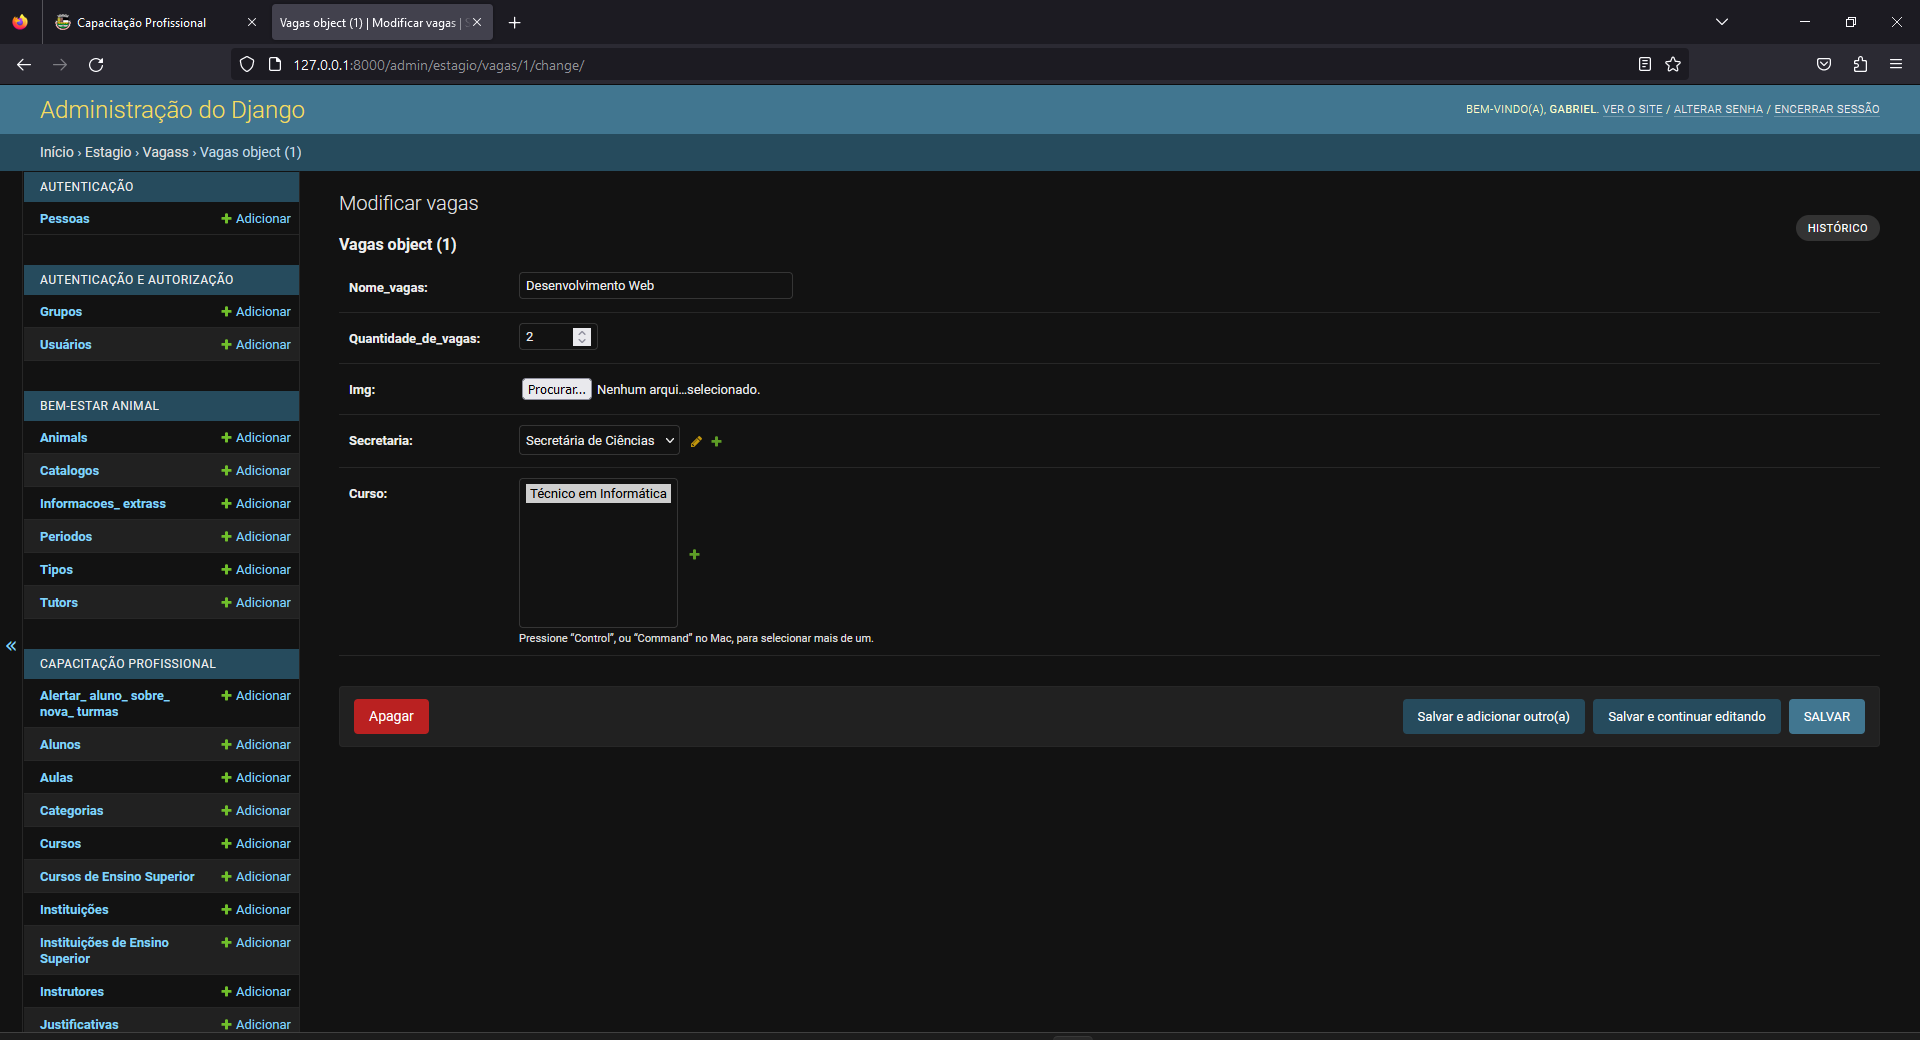 Capacitação Profissional
Vagas object (1) | Modificar vagas |
127.0.0.1:8000/admin/estagio/vagas/1/change/
Administração do Django
BEM-VINDO(A), GABRIEL. VER O SITE / ALTERAR SENHA / ENCERRAR SESSÃO
Início › Estagio › Vagass › Vagas object (1)
AUTENTICAÇÃO
Pessoas Adicionar
AUTENTICAÇÃO E AUTORIZAÇÃO
Grupos Adicionar
Usuários Adicionar
BEM-ESTAR ANIMAL
Animals Adicionar
Catalogos Adicionar
Informacoes_ extrass Adicionar
Periodos Adicionar
Tipos Adicionar
Tutors Adicionar
«
CAPACITAÇÃO PROFISSIONAL
Alertar_ aluno_ sobre_ Adicionar
nova_ turmas
Alunos Adicionar
Aulas Adicionar
Categorias Adicionar
Cursos Adicionar
Cursos de Ensino Superior Adicionar
Instituições Adicionar
Instituições de Ensino Adicionar
Superior
Instrutores Adicionar
Justificativas Adicionar
Modificar vagas
HISTÓRICO
Vagas object (1)
Nome_vagas: Desenvolvimento Web
Quantidade_de_vagas: 2
Img: Procurar... Nenhum arqui...selecionado.
Secretaria: Secretária de Ciências
Curso: Técnico em Informática
Pressione “Control”, ou “Command” no Mac, para selecionar mais de um.
Apagar Salvar e adicionar outro(a) Salvar e continuar editando SALVAR